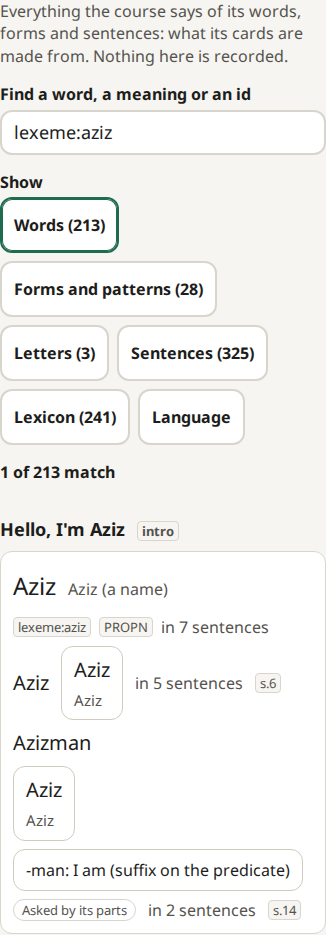 Everything the course says of its words,
forms and sentences: what its cards are
made from. Nothing here is recorded.
Find a word, a meaning or an id
lexeme:aziz
Show
Words (213)
Forms and patterns (28)
Letters (3) Sentences (325)
Lexicon (241) Language
1 of 213 match
Hello, I'm Aziz intro
Aziz Aziz (a name)
lexeme:aziz PROPN in 7 sentences
Aziz Aziz in 5 sentences s.6
Aziz
Azizman
Aziz
Aziz
-man: I am (suffix on the predicate)
Asked by its parts in 2 sentences s.14